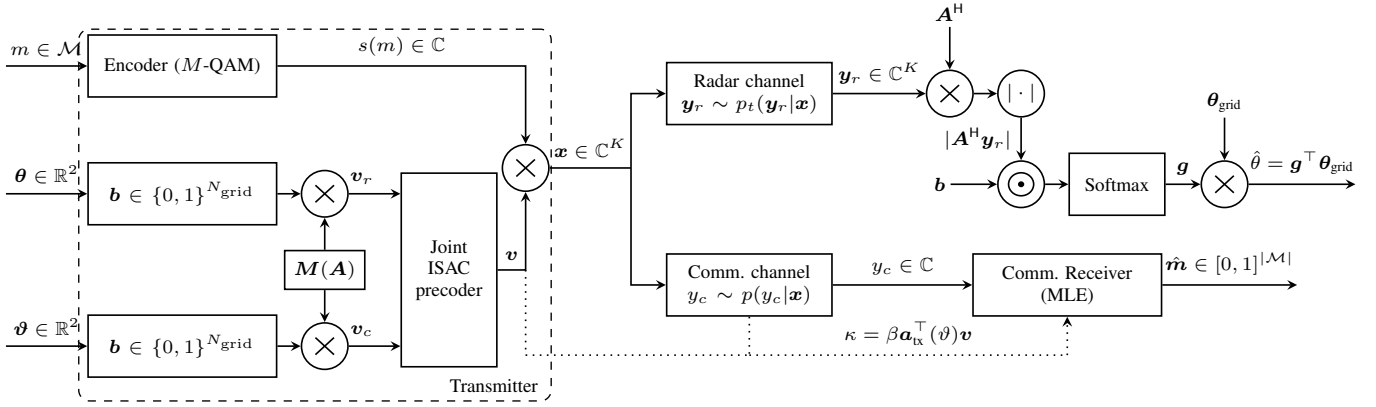 m ∈ ℳ
Encoder (M-QAM)
s(m) ∈ ℂ
θ ∈ ℝ²
b ∈ {0, 1}^{N_grid}
v_r
M(A)
ϑ ∈ ℝ²
b ∈ {0, 1}^{N_grid}
v_c
Joint
ISAC
precoder
v
Transmitter
x ∈ ℂ^K
Radar channel
y_r ∼ p_t(y_r|x)
y_r ∈ ℂ^K
A^H
| · |
|A^H y_r|
b
Softmax
g
θ_grid
θ̂ = g^⊤ θ_grid
Comm. channel
y_c ∼ p(y_c|x)
y_c ∈ ℂ
Comm. Receiver
(MLE)
m̂ ∈ [0, 1]^{|ℳ|}
κ = βa_tx^⊤(ϑ)v